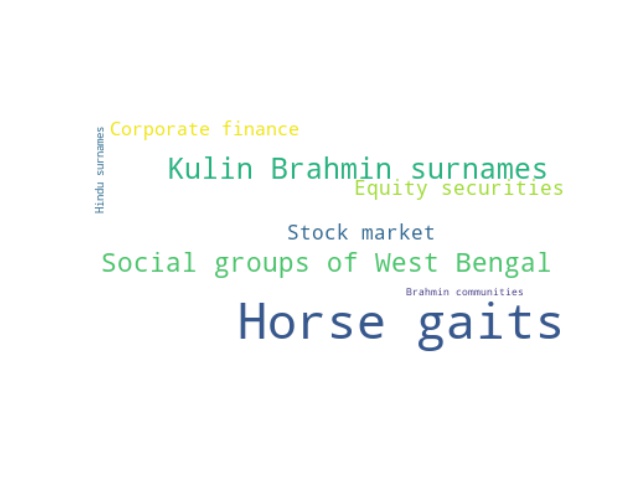 Corporate finance
Hindu surnames
Kulin Brahmin surnames
Equity securities
Stock market
Social groups of West Bengal
Brahmin communities
Horse gaits